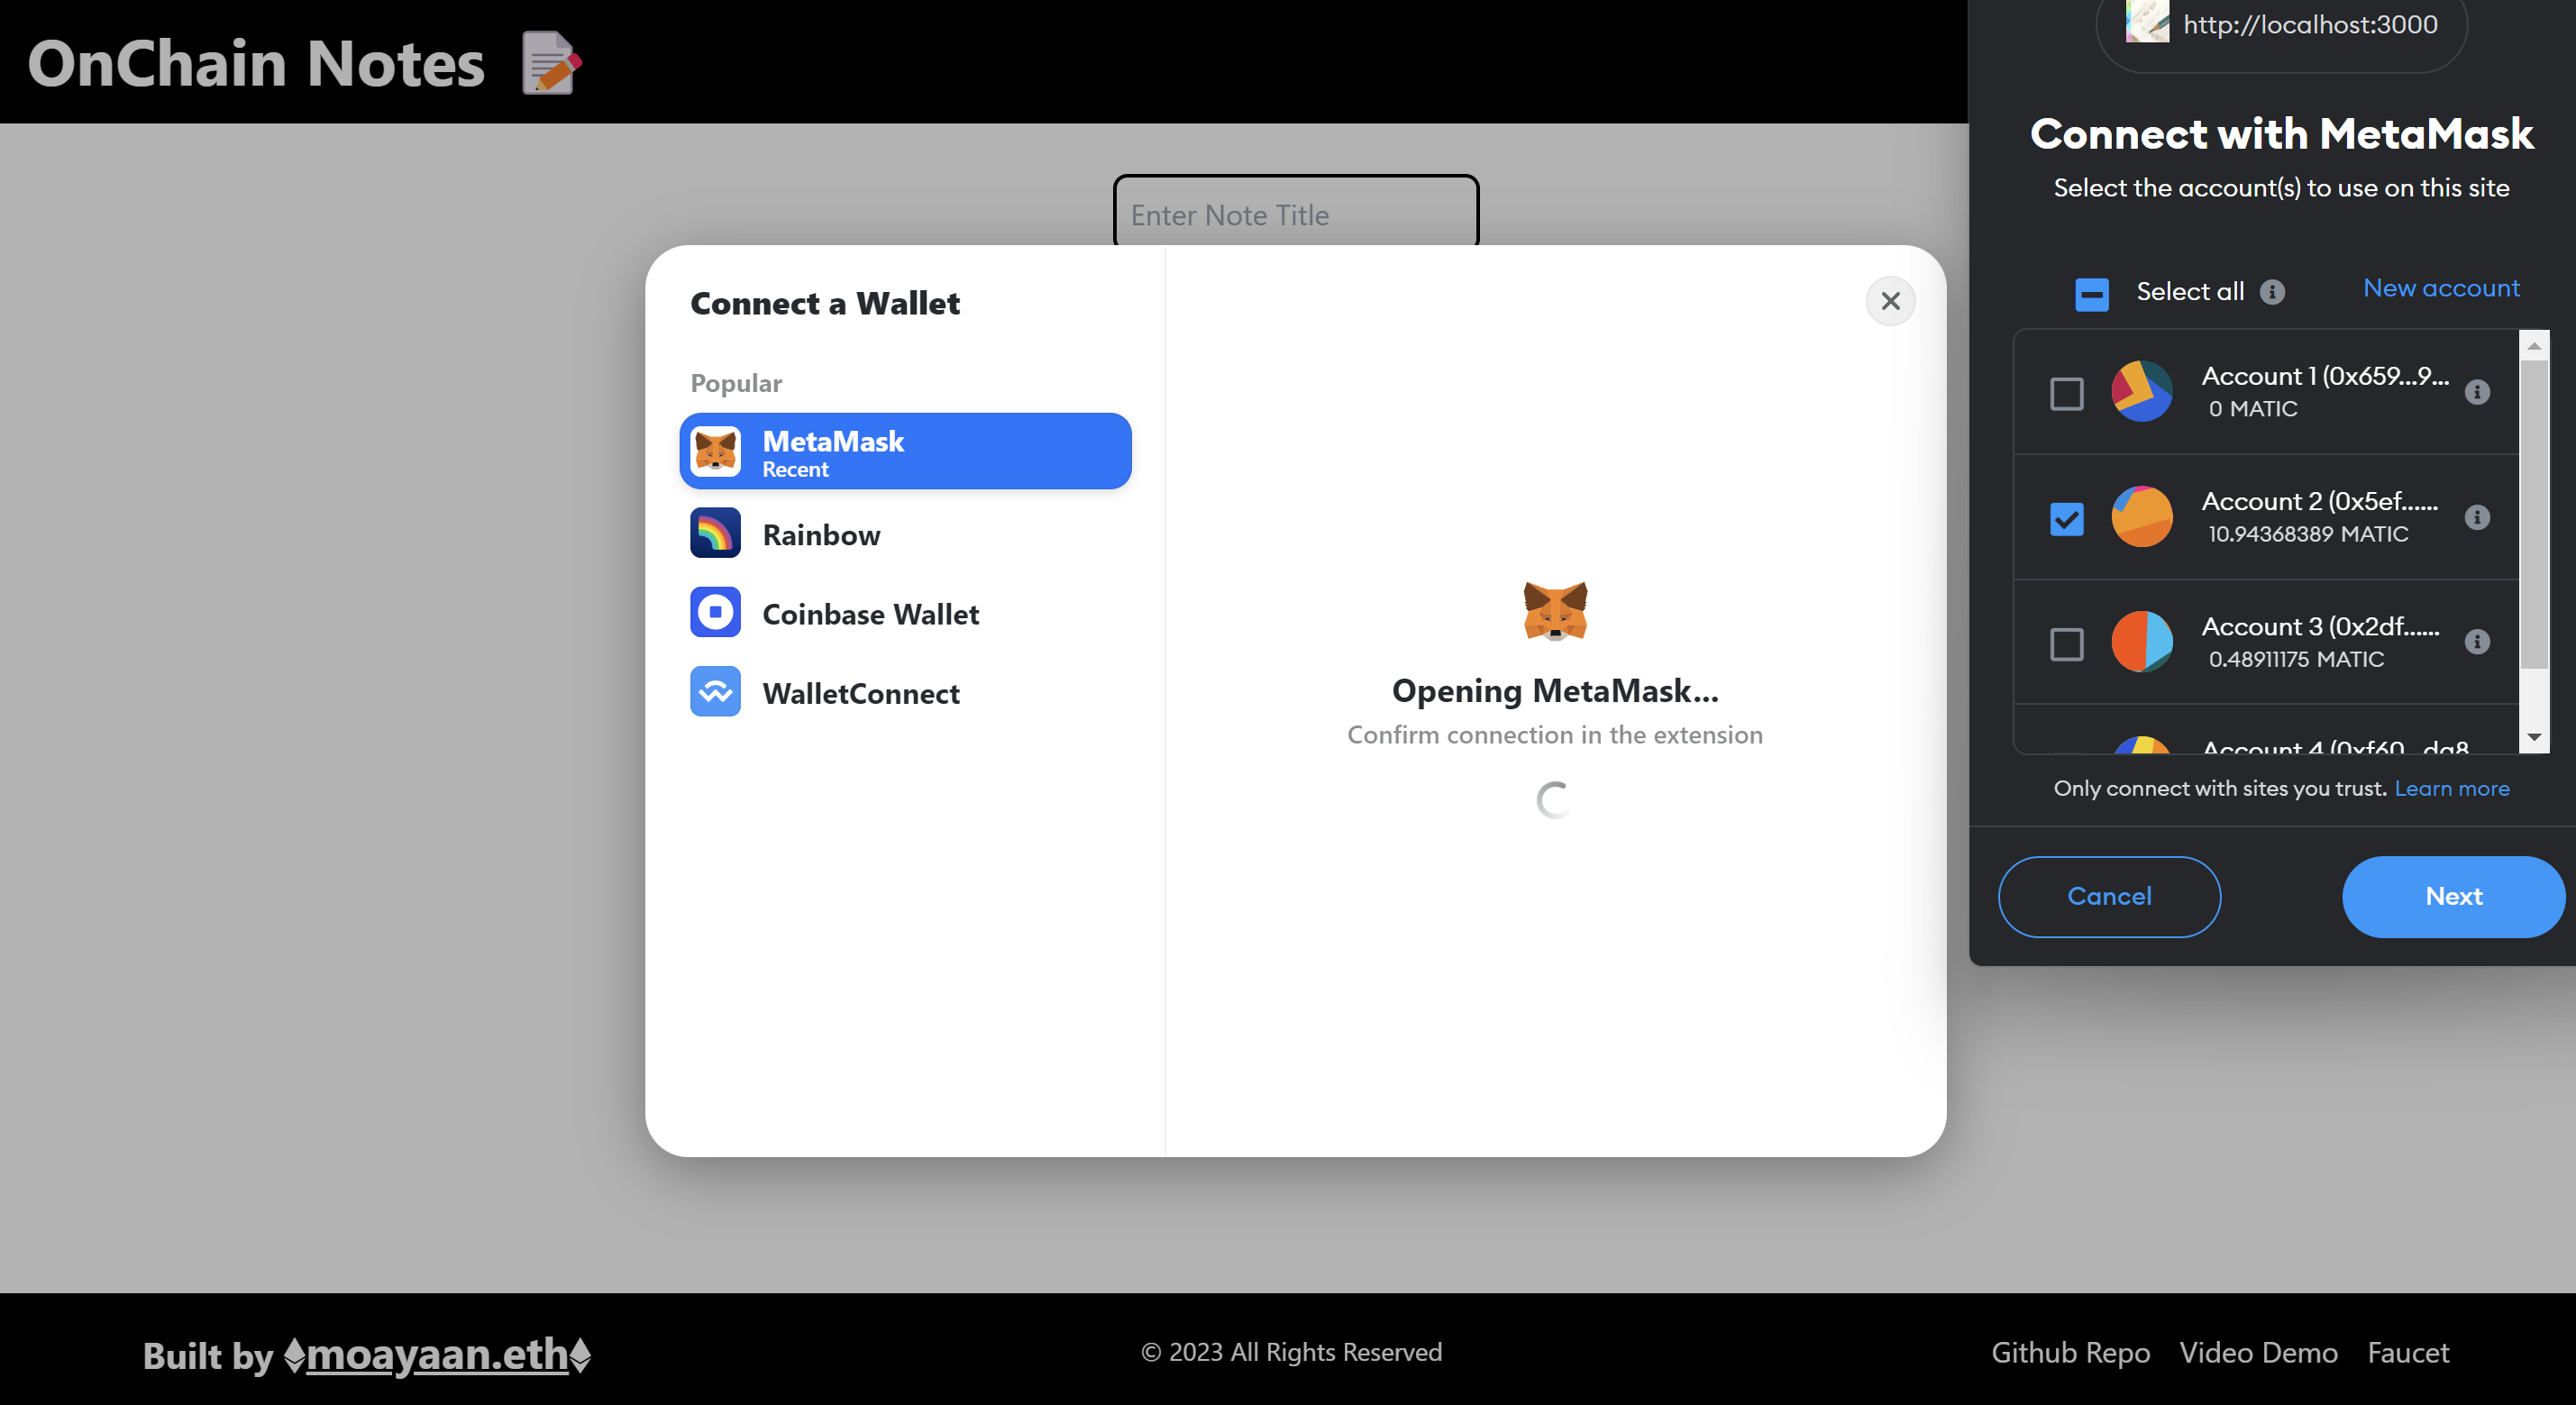 OnChain Notes
Enter Note Title
Connect a Wallet
Popular
MetaMask
Recent
Rainbow
Coinbase Wallet
WalletConnect
Opening MetaMask...
Confirm connection in the extension
http://localhost:3000
Connect with MetaMask
Select the account(s) to use on this site
Select all
New account
Account 1 (0x659...9...
0 MATIC
Account 2 (0x5ef......
10.94368389 MATIC
Account 3 (0x2df......
0.48911175 MATIC
Account 4 (0xf60...da8
Only connect with sites you trust. Learn more
Cancel
Next
Built by moayaan.eth
© 2023 All Rights Reserved
Github Repo
Video Demo
Faucet